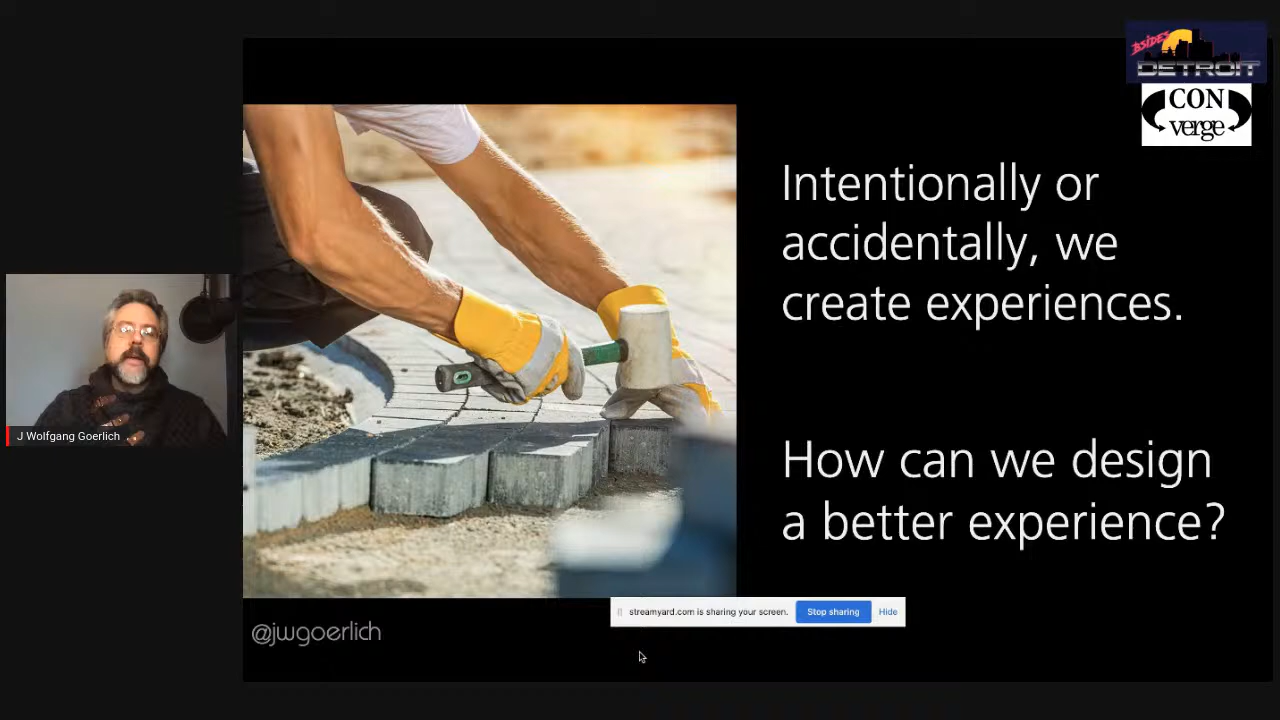 BSIDES
DETROIT
CON
verge
Intentionally or
accidentally, we
create experiences.
How can we design
a better experience?
J Wolfgang Goerlich
streamyard.com is sharing your screen.
Stop sharing
Hide
@jwgoerlich